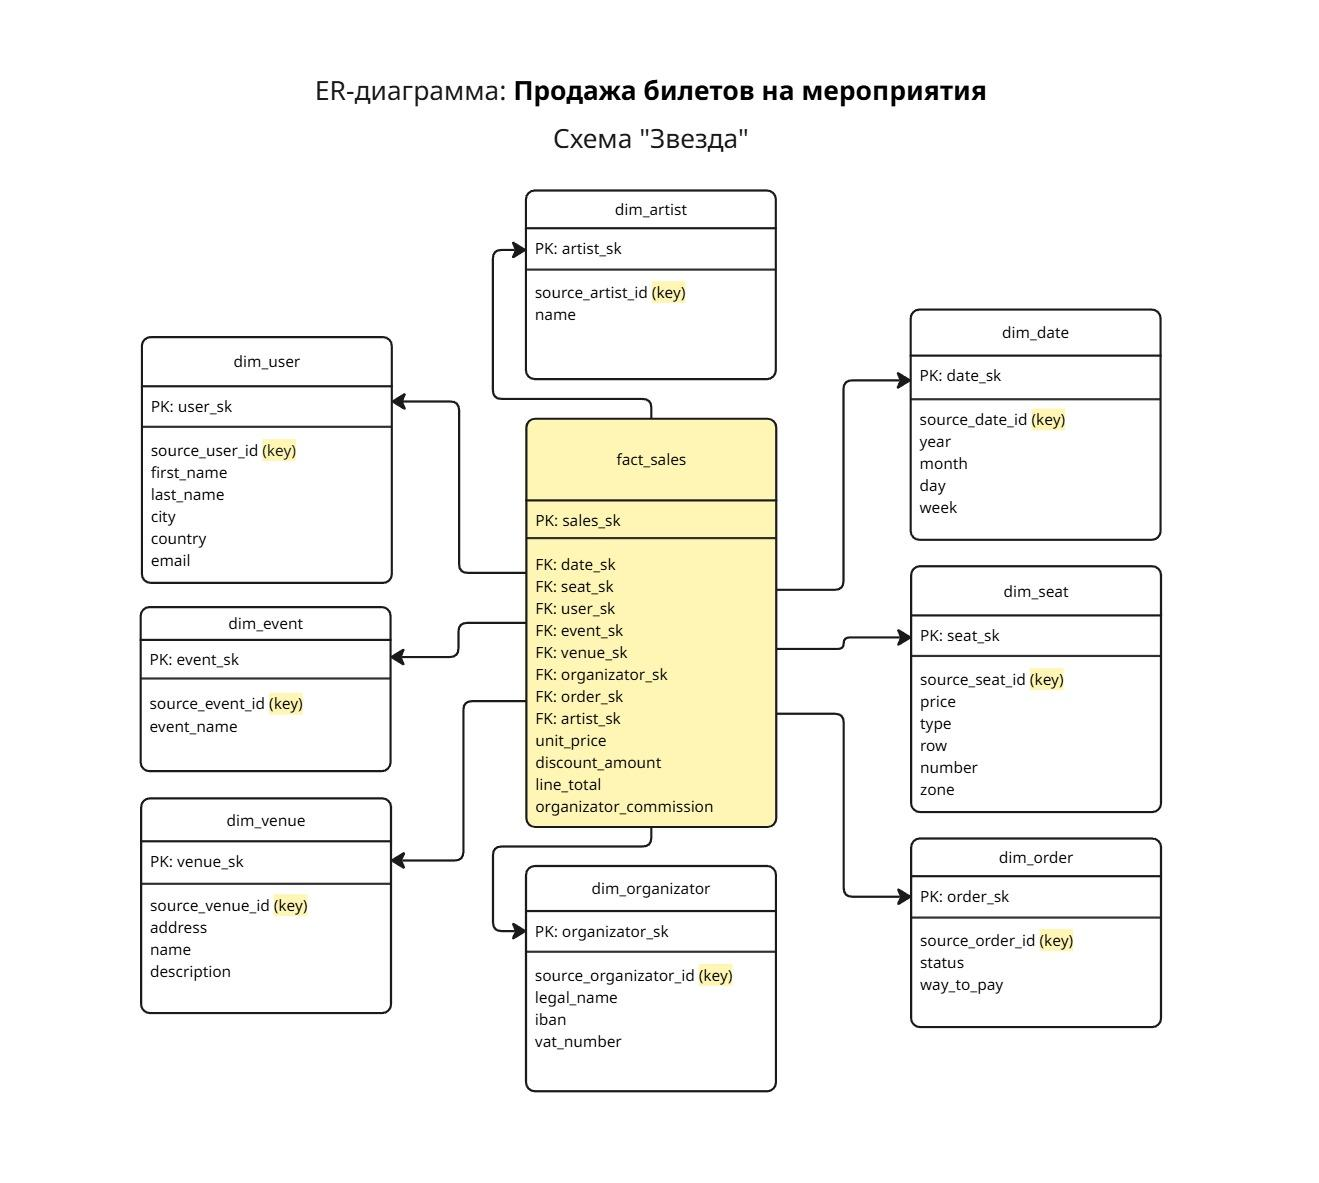 ER-диаграмма: Продажа билетов на мероприятия
Схема "Звезда"
dim_artist
PK: artist_sk
source_artist_id (key)
name
dim_user
PK: user_sk
source_user_id (key)
first_name
last_name
city
country
email
dim_event
PK: event_sk
source_event_id (key)
event_name
dim_venue
PK: venue_sk
source_venue_id (key)
address
name
description
fact_sales
PK: sales_sk
FK: date_sk
FK: seat_sk
FK: user_sk
FK: event_sk
FK: venue_sk
FK: organizator_sk
FK: order_sk
FK: artist_sk
unit_price
discount_amount
line_total
organizator_commission
dim_organizator
PK: organizator_sk
source_organizator_id (key)
legal_name
iban
vat_number
dim_date
PK: date_sk
source_date_id (key)
year
month
day
week
dim_seat
PK: seat_sk
source_seat_id (key)
price
type
row
number
zone
dim_order
PK: order_sk
source_order_id (key)
status
way_to_pay